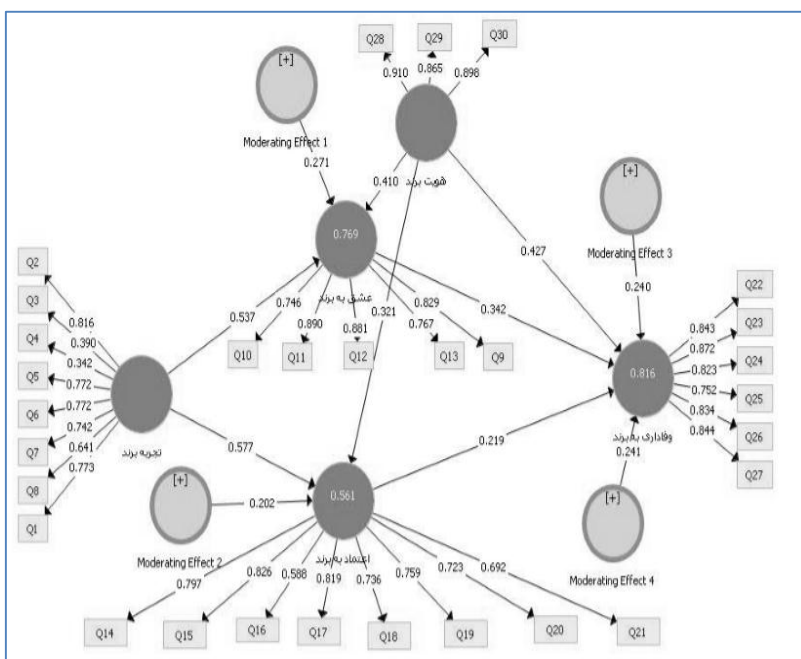 Q28
Q29
Q30
0.910
0.865
0.898
[+]
Moderating Effect 1
0.271
هویت برند
0.410
[+]
Moderating Effect 3
0.427
0.240
0.769
عشق به برند
0.321
0.537
0.746
0.890
0.881
0.767
0.829
0.342
Q10
Q11
Q12
Q13
Q9
Q2
Q3
Q4
Q5
Q6
Q7
Q8
Q1
0.816
0.390
0.342
0.772
0.772
0.742
0.641
0.773
تجربه برند
Q22
Q23
Q24
Q25
Q26
Q27
0.843
0.872
0.823
0.752
0.834
0.844
0.816
وفاداری به برند
0.577
0.219
0.241
[+]
Moderating Effect 2
0.202
0.561
اعتماد به برند
[+]
Moderating Effect 4
0.797
0.826
0.588
0.819
0.736
0.759
0.723
0.692
Q14
Q15
Q16
Q17
Q18
Q19
Q20
Q21